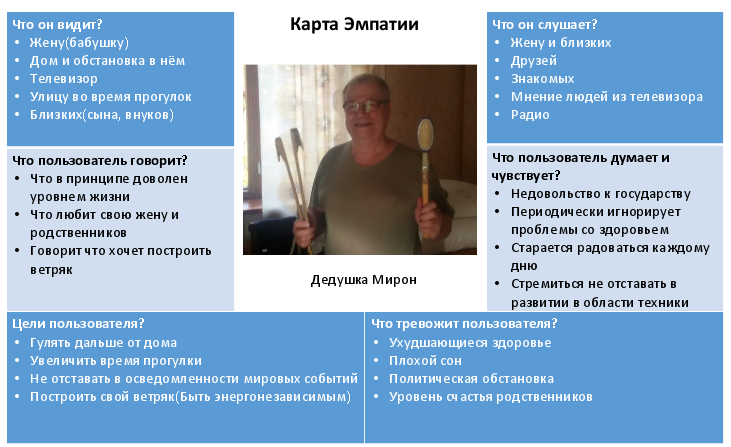 Карта Эмпатии
Что он видит?
• Жену(бабушку)
• Дом и обстановка в нём
• Телевизор
• Улицу во время прогулок
• Близких(сына, внуков)
Что он слушает?
• Жену и близких
• Друзей
• Знакомых
• Мнение людей из телевизора
• Радио
Что пользователь говорит?
• Что в принципе доволен
уровнем жизни
• Что любит свою жену и
родственников
• Говорит что хочет построить
ветряк
Что пользователь думает и
чувствует?
• Недовольство к государству
• Периодически игнорирует
проблемы со здоровьем
• Старается радоваться каждому
дню
• Стремиться не отставать в
развитии в области техники
Дедушка Мирон
Цели пользователя?
• Гулять дальше от дома
• Увеличить время прогулки
• Не отставать в осведомленности мировых событий
• Построить свой ветряк(Быть энергонезависимым)
Что тревожит пользователя?
• Ухудшающиеся здоровье
• Плохой сон
• Политическая обстановка
• Уровень счастья родственников